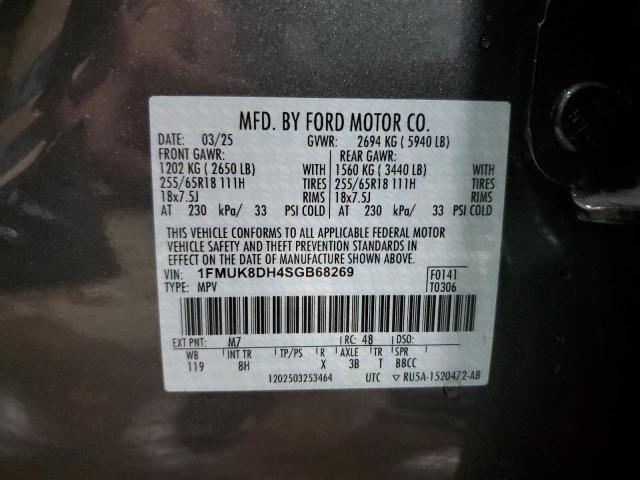 MFD. BY FORD MOTOR CO.
DATE: 03/25 GVWR: 2694 KG ( 5940 LB)
FRONT GAWR: REAR GAWR:
1202 KG ( 2650 LB) WITH 1560 KG ( 3440 LB) WITH
255/65R18 111H TIRES 255/65R18 111H TIRES
18x7.5J RIMS 18x7.5J RIMS
AT 230 kPa/ 33 PSI COLD AT 230 kPa/ 33 PSI COLD
THIS VEHICLE CONFORMS TO ALL APPLICABLE FEDERAL MOTOR
VEHICLE SAFETY AND THEFT PREVENTION STANDARDS IN
EFFECT ON THE DATE OF MANUFACTURE SHOWN ABOVE.
VIN: 1FMUK8DH4SGB68269 F0141
TYPE: MPV T0306
EXT PNT: M7 RC: 48 DSO:
WB INT TR TP/PS R AXLE TR SPR
119 8H X 3B T BBCC
1202503253464 UTC ▽ RU5A-1520472-AB